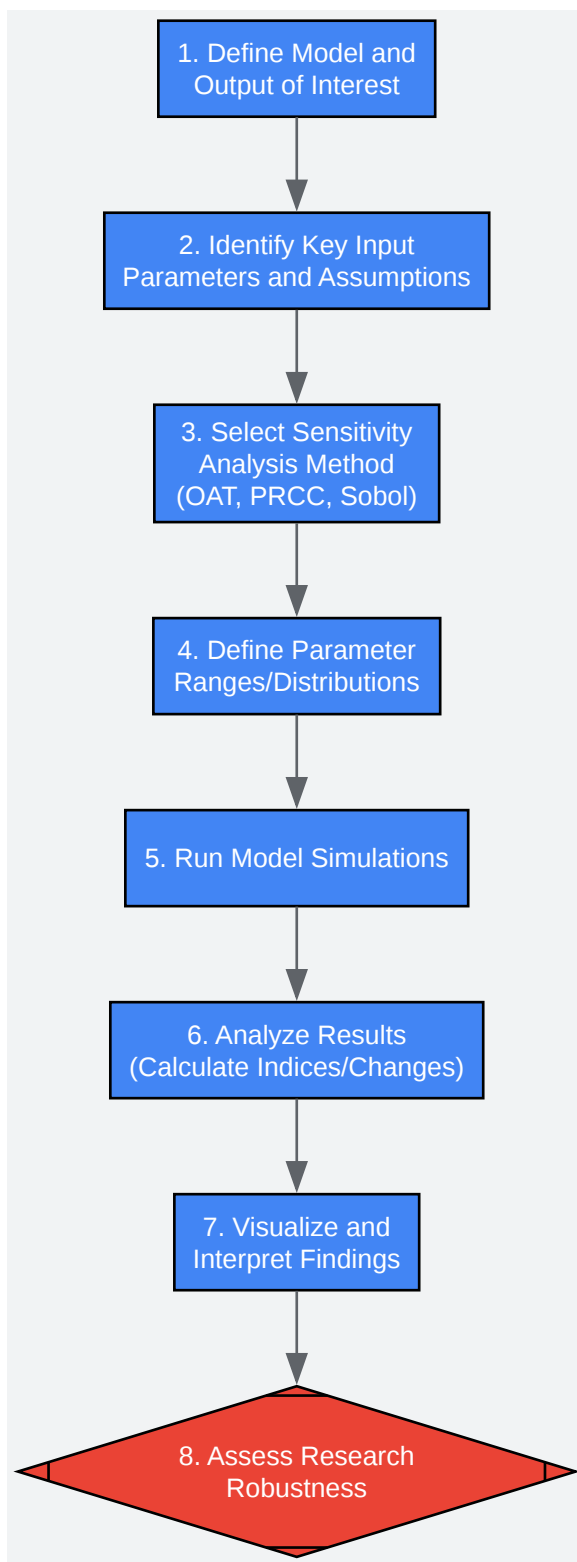 1. Define Model and
Output of Interest
2. Identify Key Input
Parameters and Assumptions
3. Select Sensitivity
Analysis Method
(OAT, PRCC, Sobol)
4. Define Parameter
Ranges/Distributions
5. Run Model Simulations
6. Analyze Results
(Calculate Indices/Changes)
7. Visualize and
Interpret Findings
8. Assess Research
Robustness